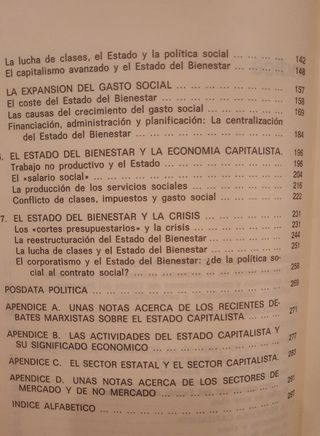 La lucha de clases, el Estado y la política social ... ... ... ... 142
El capitalismo avanzado y el Estado del Bienestar ... ... ... 148
LA EXPANSION DEL GASTO SOCIAL ... ... ... ... ... ... 157
El coste del Estado del Bienestar ... ... ... ... ... ... ... ... 158
Las causas del crecimiento del gasto social ... ... ... ... ... 169
Financiación, administración y planificación: La centralización
del Estado del Bienestar ... ... ... ... ... ... ... ... ... 184
6. EL ESTADO DEL BIENESTAR Y LA ECONOMIA CAPITALISTA. 196
Trabajo no productivo y el Estado ... ... ... ... ... ... ... 196
El «salario social» ... ... ... ... ... ... ... ... ... ... ... 204
La producción de los servicios sociales ... ... ... ... ... ... 216
Conflicto de clases, impuestos y gasto social ... ... ... ... 222
7. EL ESTADO DEL BIENESTAR Y LA CRISIS ... ... ... ... ... 231
Los «cortes presupuestarios» y la crisis ... ... ... ... ... ... 231
La reestructuración del Estado del Bienestar ... ... ... ... 244
La lucha de clases y el Estado del Bienestar ... ... ... ... 251
El corporatismo y el Estado del Bienestar: ¿de la política so-
cial al contrato social? ... ... ... ... ... ... ... ... ... ... 258
POSDATA POLITICA ... ... ... ... ... ... ... ... ... ... ... 269
APENDICE A. UNAS NOTAS ACERCA DE LOS RECIENTES DE-
BATES MARXISTAS SOBRE EL ESTADO CAPITALISTA ... ... 271
APENDICE B. LAS ACTIVIDADES DEL ESTADO CAPITALISTA Y
SU SIGNIFICADO ECONOMICO ... ... ... ... ... ... ... ... 277
APENDICE C. EL SECTOR ESTATAL Y EL SECTOR CAPITALISTA. 283
APENDICE D. UNAS NOTAS ACERCA DE LOS SECTORES DE
MERCADO Y DE NO MERCADO ... ... ... ... ... ... ... ...
INDICE ALFABETICO ... ... ... ... ... ... ... ... ... ... ... 297